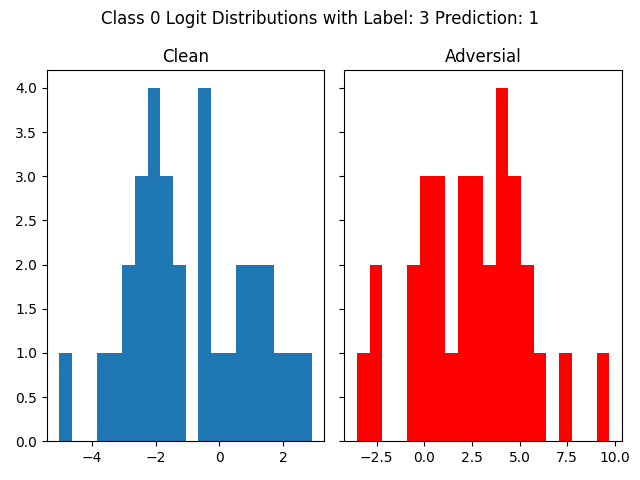 Class 0 Logit Distributions with Label: 3 Prediction: 1
Clean
Adversial
4.0
3.5
3.0
2.5
2.0
1.5
1.0
0.5
0.0
−4 −2 0 2
−2.5 0.0 2.5 5.0 7.5 10.0